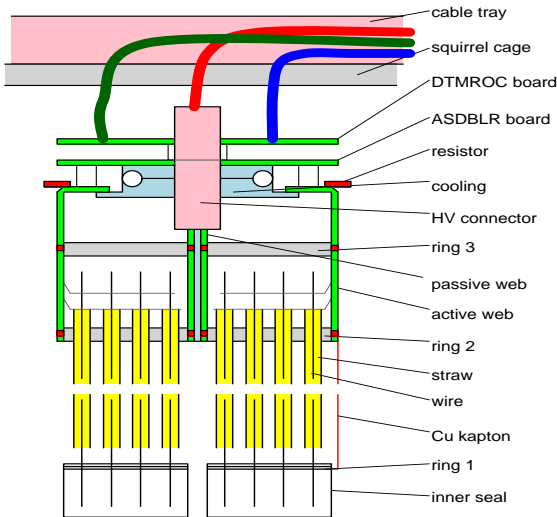 cable tray
squirrel cage
DTMROC board
ASDBLR board
resistor
cooling
HV connector
ring 3
passive web
active web
ring 2
straw
wire
Cu kapton
ring 1
inner seal